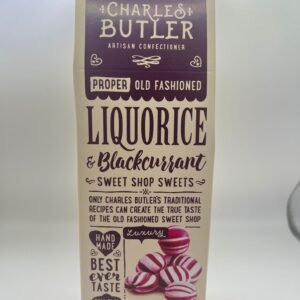 CHARLES
BUTLER
ARTISAN CONFECTIONER
PROPER OLD FASHIONED
LIQUORICE
& Blackcurrant
SWEET SHOP SWEETS
ONLY CHARLES BUTLER'S TRADITIONAL
RECIPES CAN CREATE THE TRUE TASTE
OF THE OLD FASHIONED SWEET SHOP
Luxury
HAND
MADE
BEST
ever
TASTE